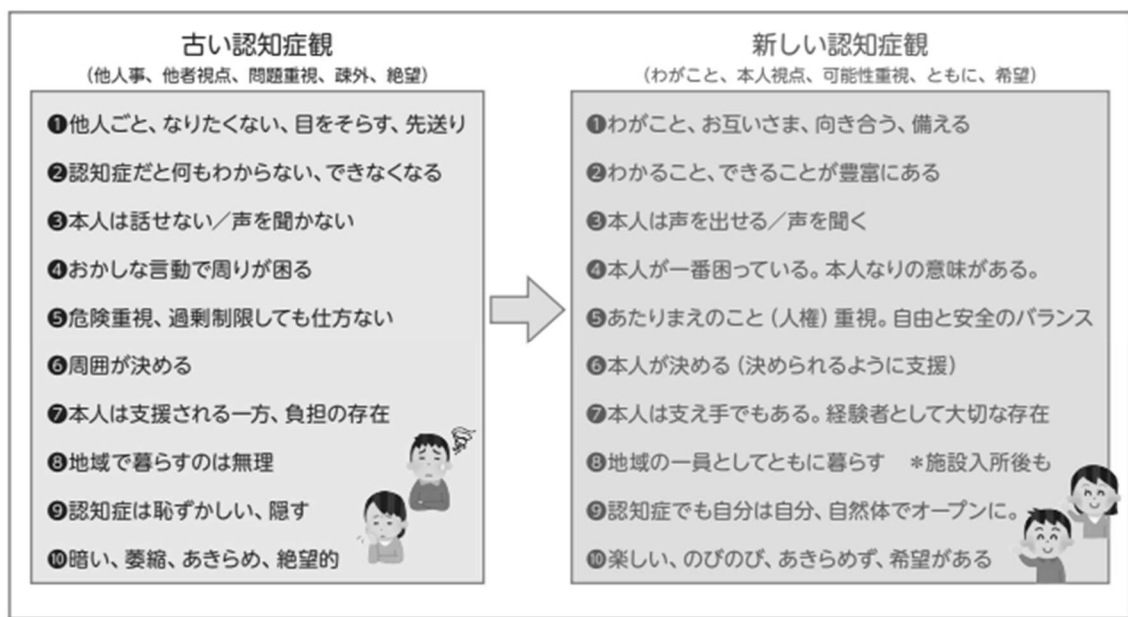 古い認知症観
（他人事、他者視点、問題重視、疎外、絶望）
❶他人ごと、なりたくない、目をそらす、先送り
❷認知症だと何もわからない、できなくなる
❸本人は話せない／声を聞かない
❹おかしな言動で周りが困る
❺危険重視、過剰制限しても仕方ない
❻周囲が決める
❼本人は支援される一方、負担の存在
❽地域で暮らすのは無理
❾認知症は恥ずかしい、隠す
❿暗い、萎縮、あきらめ、絶望的
新しい認知症観
（わがこと、本人視点、可能性重視、ともに、希望）
❶わがこと、お互いさま、向き合う、備える
❷わかること、できることが豊富にある
❸本人は声を出せる／声を聞く
❹本人が一番困っている。本人なりの意味がある。
❺あたりまえのこと（人権）重視。自由と安全のバランス
❻本人が決める（決められるように支援）
❼本人は支え手でもある。経験者として大切な存在
❽地域の一員としてともに暮らす　＊施設入所後も
❾認知症でも自分は自分、自然体でオープンに。
❿楽しい、のびのび、あきらめず、希望がある